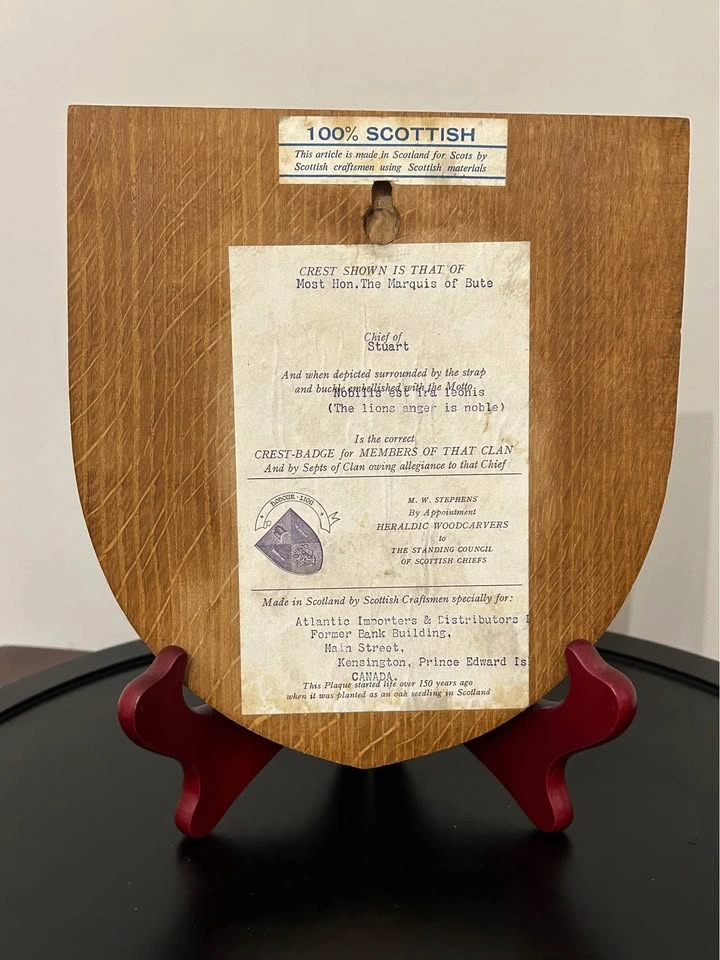 100% SCOTTISH
This article is made in Scotland for Scots by
Scottish craftsmen using Scottish materials
CREST SHOWN IS THAT OF
Most Hon.The Marquis of Bute
Chief of
Stuart
And when depicted surrounded by the strap
and buckle embellished with the Motto
Nobilis est ira leonis
(The lions anger is noble)
Is the correct
CREST-BADGE for MEMBERS OF THAT CLAN
And by Septs of Clan owing allegiance to that Chief
M. W. STEPHENS
By Appointment
HERALDIC WOODCARVERS
to
THE STANDING COUNCIL
OF SCOTTISH CHIEFS
Made in Scotland by Scottish Craftsmen specially for:
Atlantic Importers & Distributors
Former Bank Building,
Main Street,
Kensington, Prince Edward Is
CANADA.
This Plaque started life over 150 years ago
when it was planted as an oak seedling in Scotland